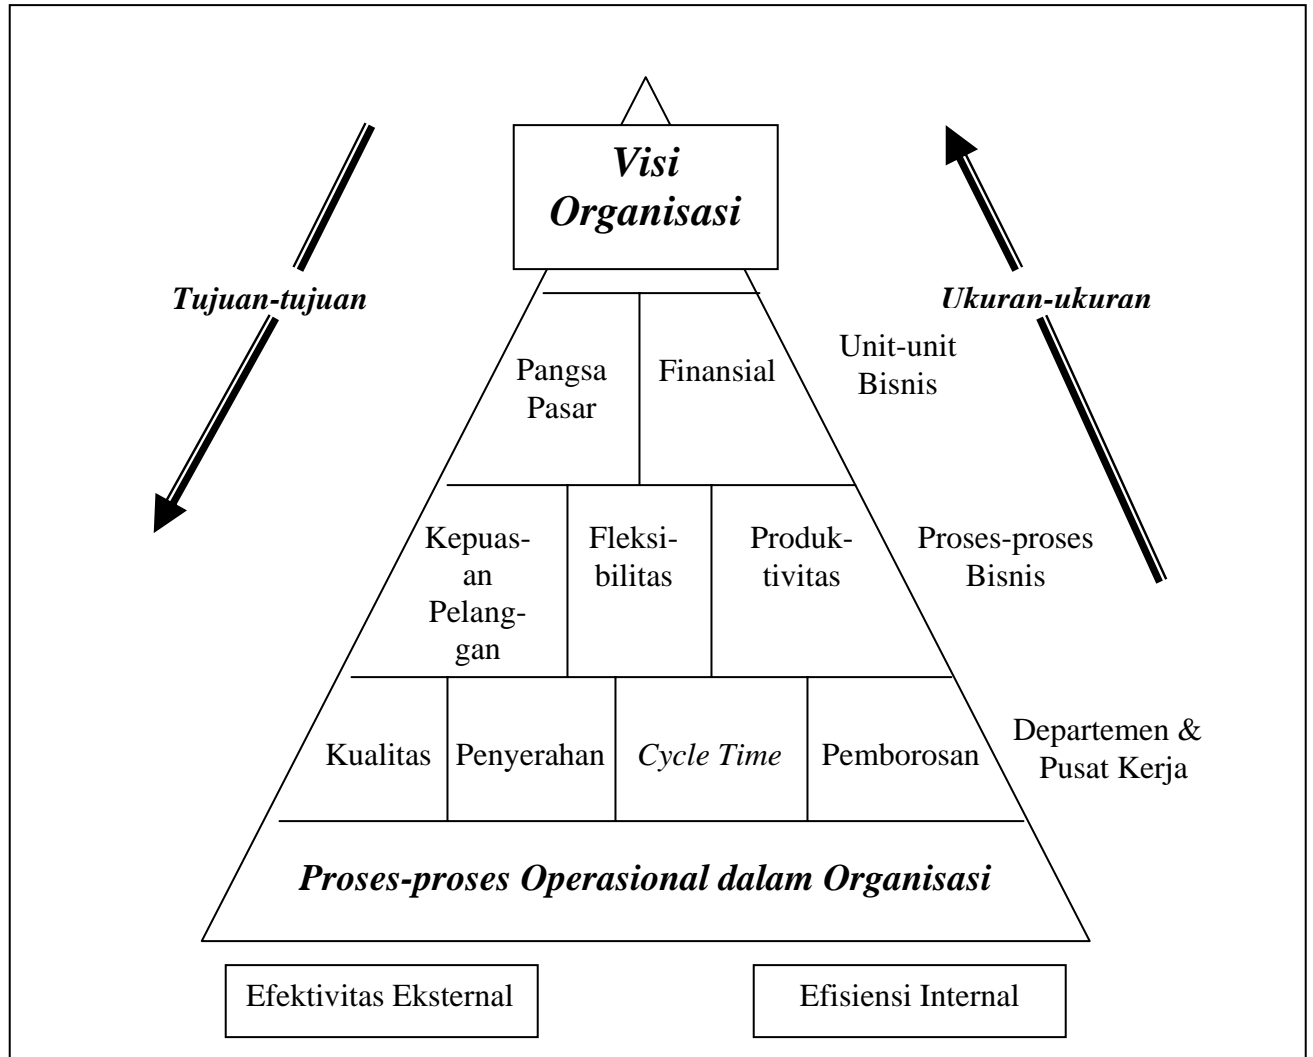 Visi
Organisasi
Tujuan-tujuan
Ukuran-ukuran
Pangsa
Pasar
Finansial
Unit-unit
Bisnis
Kepuas-
an
Pelang-
gan
Fleksi-
bilitas
Produk-
tivitas
Proses-proses
Bisnis
Kualitas
Penyerahan
Cycle Time
Pemborosan
Departemen &
Pusat Kerja
Proses-proses Operasional dalam Organisasi
Efektivitas Eksternal
Efisiensi Internal